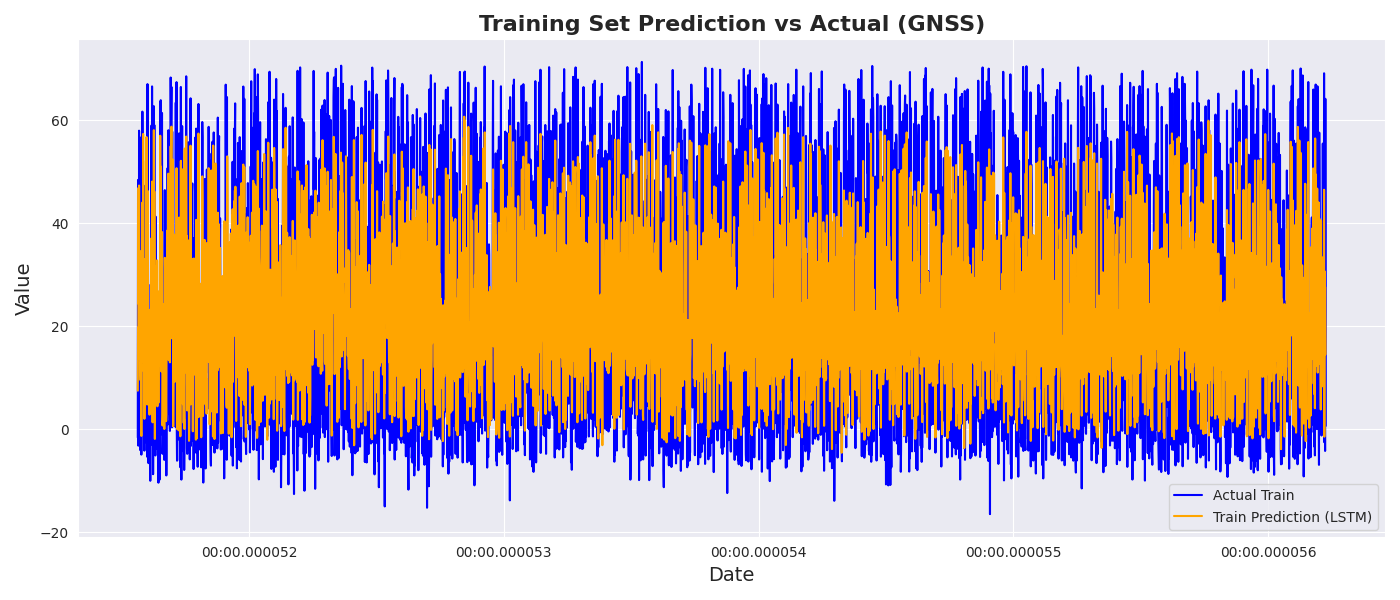 Training Set Prediction vs Actual (GNSS)
Value
60
40
20
0
−20
00:00.000052
00:00.000053
00:00.000054
00:00.000055
00:00.000056
Date
Actual Train
Train Prediction (LSTM)